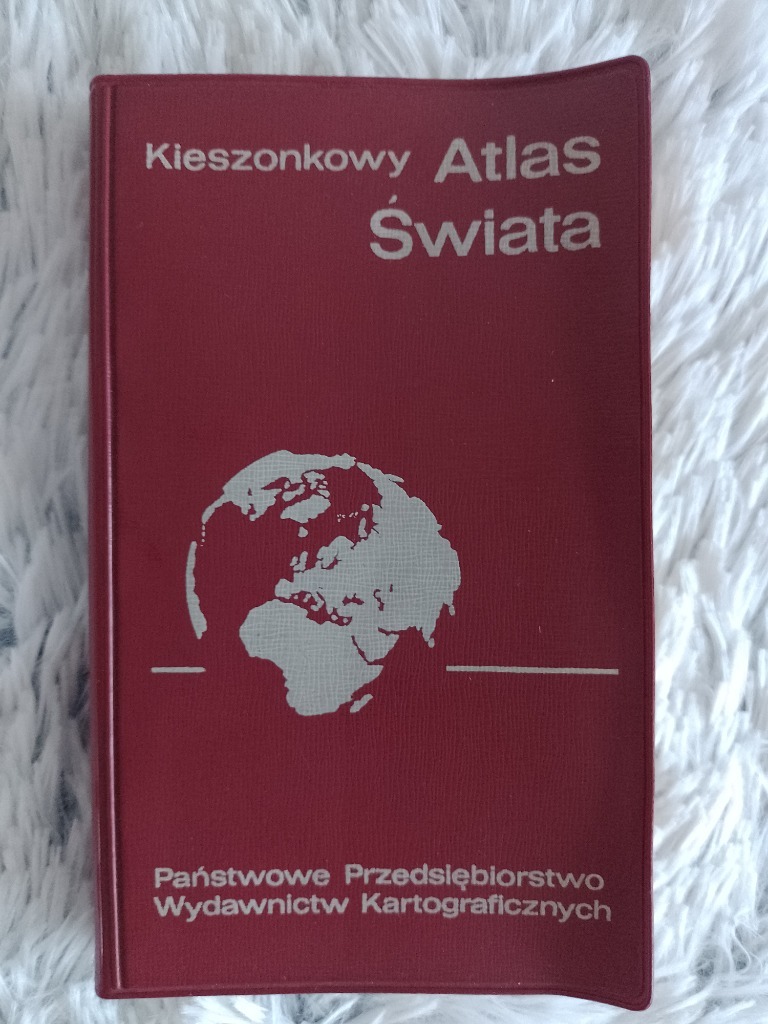 Kieszonkowy Atlas
Świata
Państwowe Przedsiębiorstwo
Wydawnictw Kartograficznych